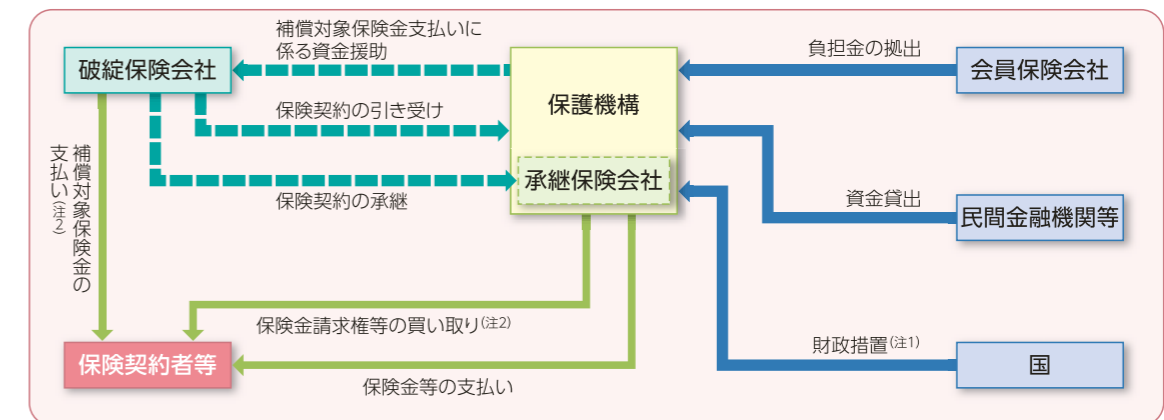 補償対象保険金支払いに
係る資金援助
負担金の拠出
破綻保険会社
会員保険会社
保護機構
保険契約の引き受け
承継保険会社
保険契約の承継
補償対象保険金の
支払い(注2)
資金貸出
民間金融機関等
保険金請求権等の買い取り(注2)
財政措置(注1)
保険契約者等
国
保険金等の支払い